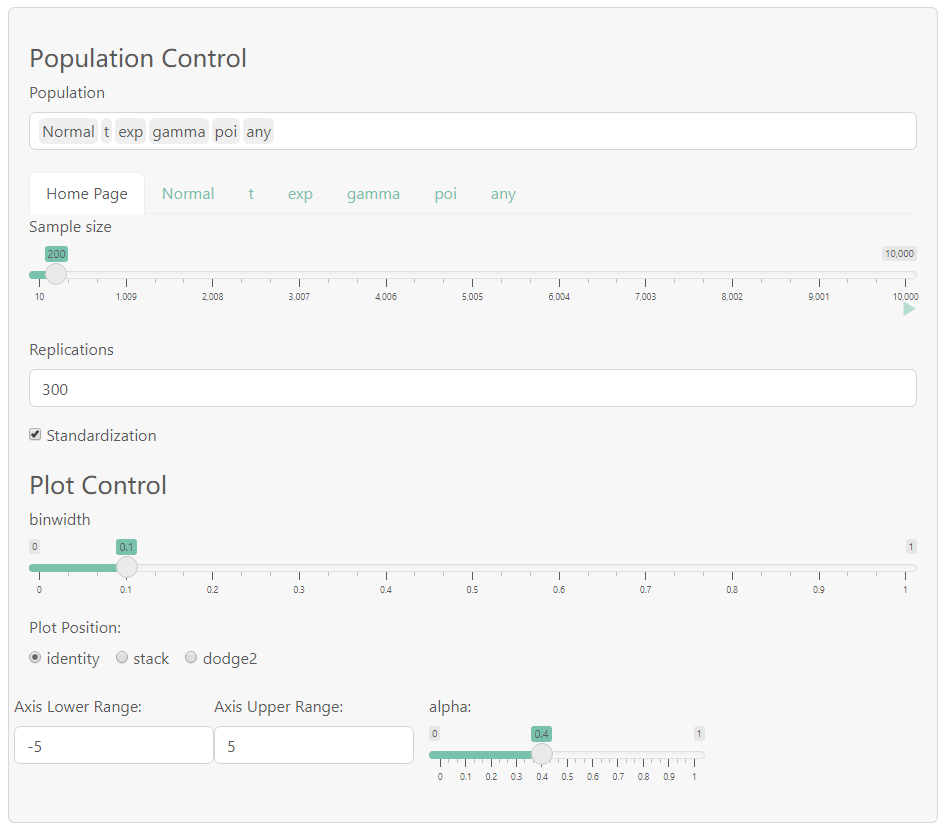 Population Control
Population
Normal t exp gamma poi any
Home Page Normal t exp gamma poi any
Sample size
200 10,000
10 1,009 2,008 3,007 4,006 5,005 6,004 7,003 8,002 9,001 10,000
Replications
300
Standardization
Plot Control
binwidth
0 0.1 1
0 0.1 0.2 0.3 0.4 0.5 0.6 0.7 0.8 0.9 1
Plot Position:
identity stack dodge2
Axis Lower Range: Axis Upper Range: alpha:
0 0.4 1
-5 5
0 0.1 0.2 0.3 0.4 0.5 0.6 0.7 0.8 0.9 1